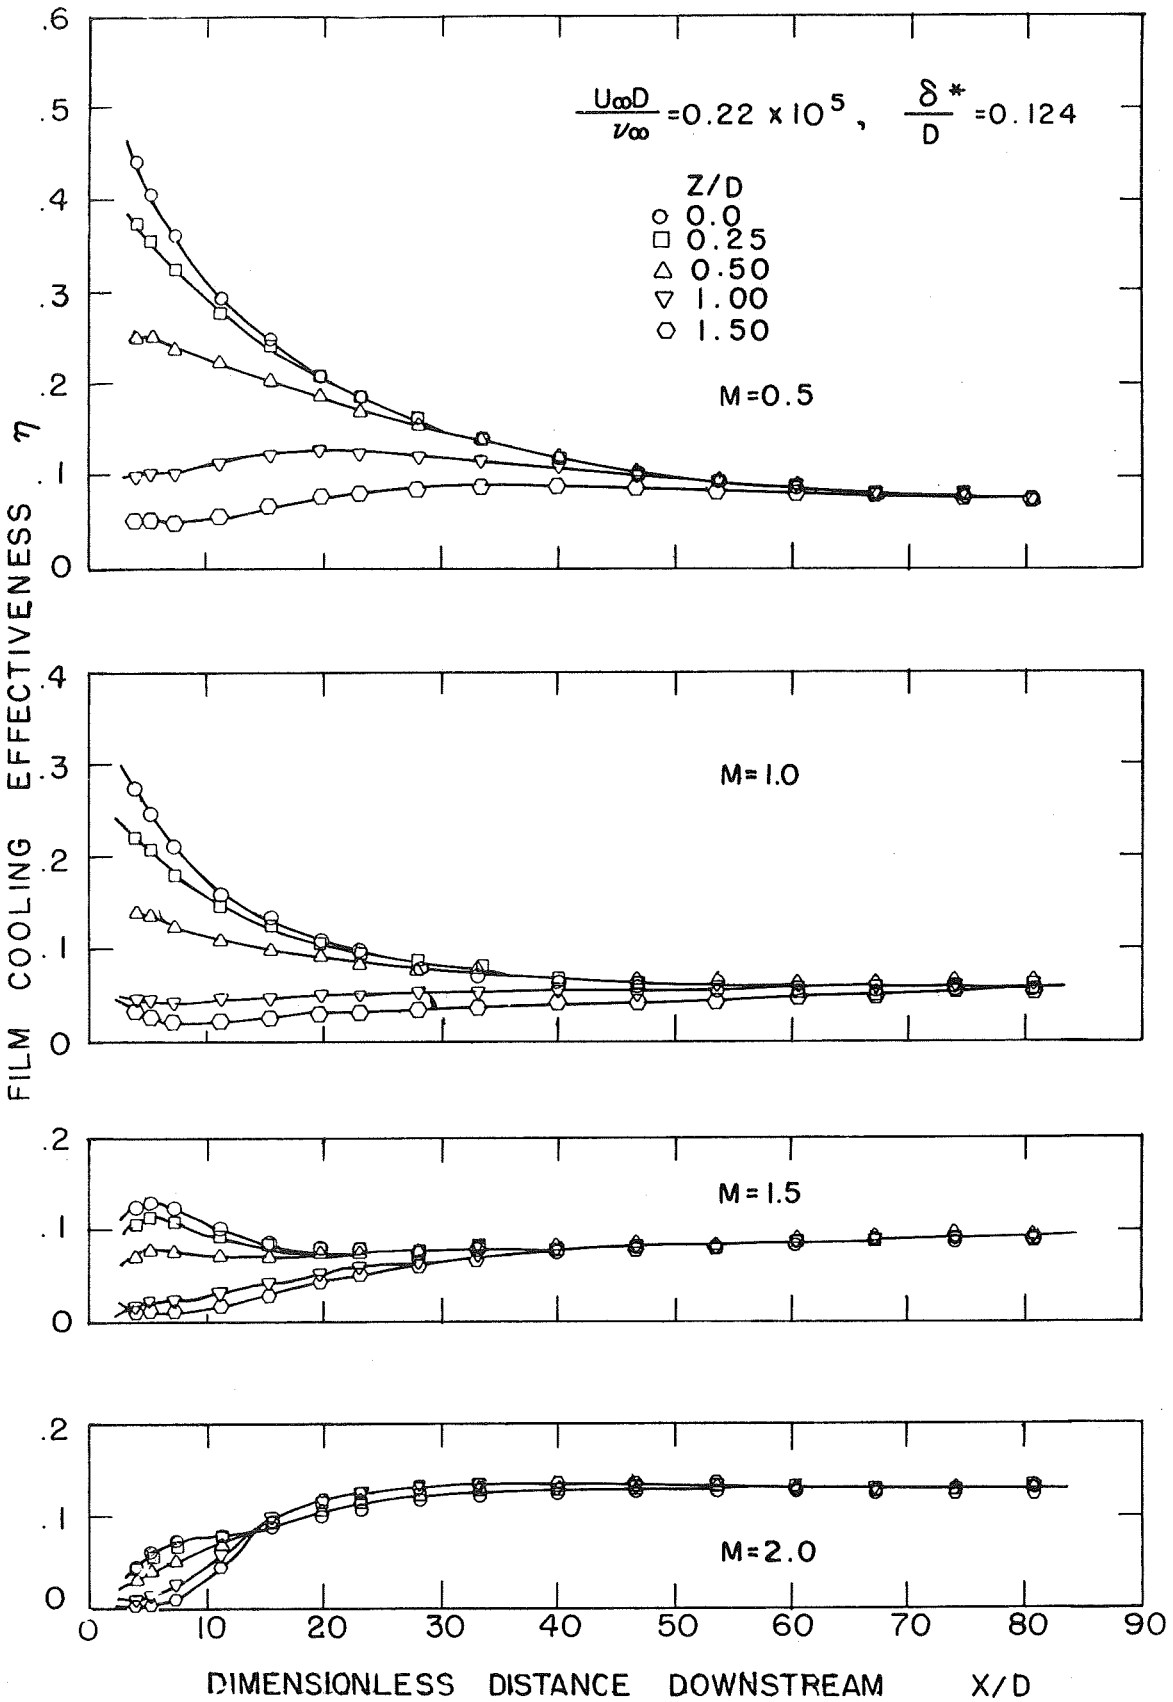 .6
.5
.4
.3
.2
.1
0
U∞D/ν∞ =0.22 x10^5 , δ*/D =0.124
Z/D
○ 0.0
□ 0.25
△ 0.50
▽ 1.00
⬡ 1.50
M=0.5
.4
.3
.2
.1
0
M=1.0
.2
.1
0
M=1.5
.2
.1
0
M=2.0
0 10 20 30 40 50 60 70 80 90
DIMENSIONLESS DISTANCE DOWNSTREAM X/D
FILM COOLING EFFECTIVENESS η